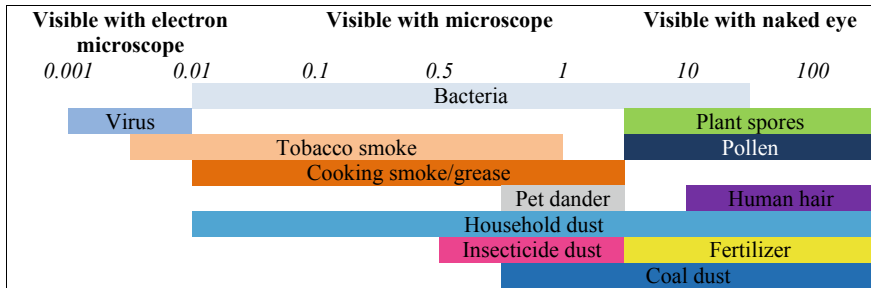 Visible with electron microscope
Visible with microscope
Visible with naked eye
0.001 0.01 0.1 0.5 1 10 100
Bacteria
Virus
Plant spores
Tobacco smoke
Pollen
Cooking smoke/grease
Pet dander
Human hair
Household dust
Insecticide dust
Fertilizer
Coal dust